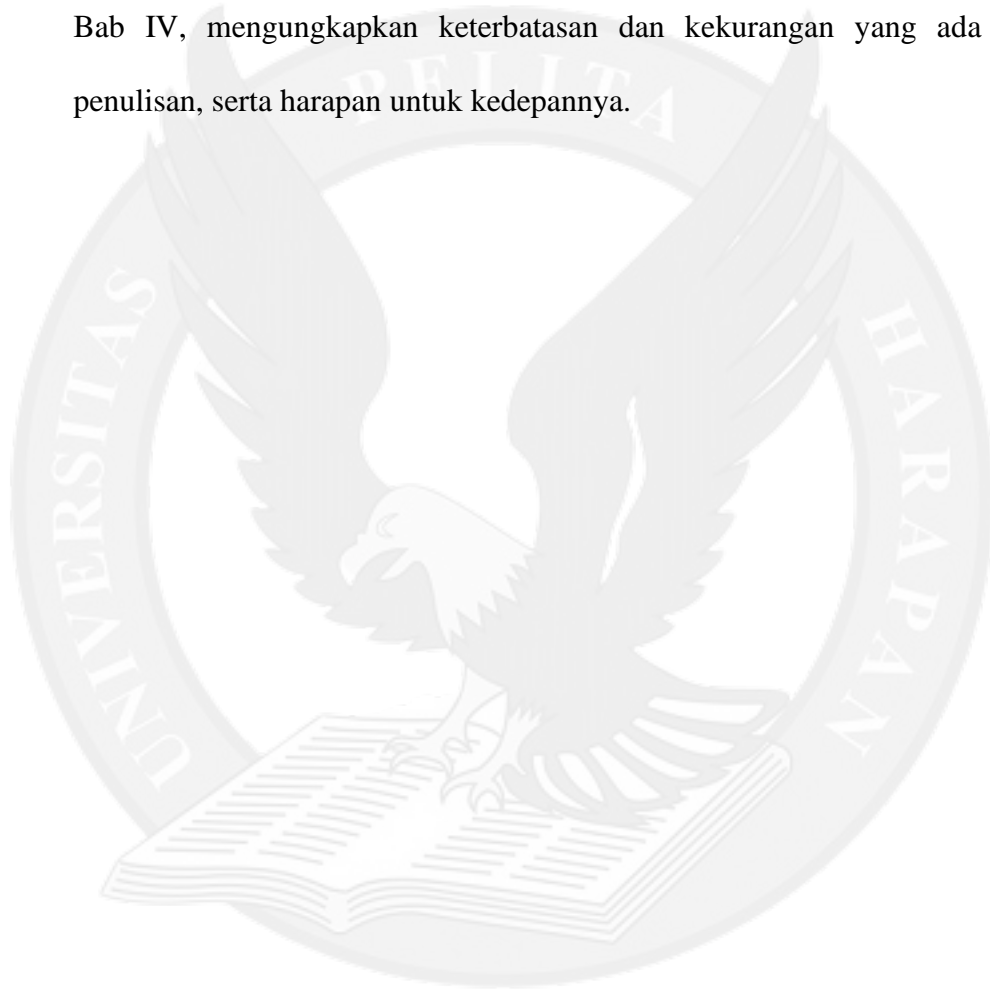 Bab IV, mengungkapkan keterbatasan dan kekurangan yang ada
penulisan, serta harapan untuk kedepannya.
UNIVERSITAS PELITA HARAPAN